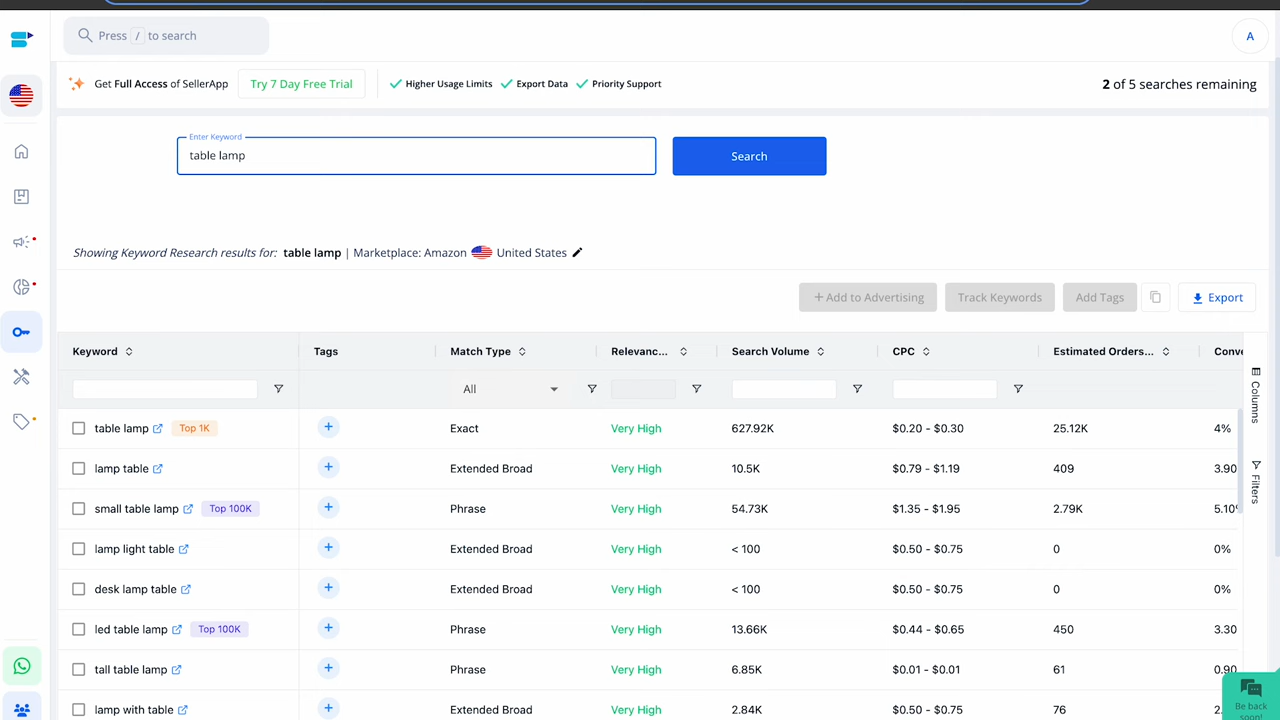 Press / to search
A
Get Full Access of SellerApp
Try 7 Day Free Trial
Higher Usage Limits
Export Data
Priority Support
2 of 5 searches remaining
Enter Keyword
table lamp
Search
Showing Keyword Research results for: table lamp | Marketplace: Amazon United States
+ Add to Advertising
Track Keywords
Add Tags
Export
Keyword Tags Match Type Relevanc... Search Volume CPC Estimated Orders... Conve
All
Columns
Filters
table lamp Top 1K + Exact Very High 627.92K $0.20 - $0.30 25.12K 4%
lamp table + Extended Broad Very High 10.5K $0.79 - $1.19 409 3.90
small table lamp Top 100K + Phrase Very High 54.73K $1.35 - $1.95 2.79K 5.10%
lamp light table + Extended Broad Very High < 100 $0.50 - $0.75 0 0%
desk lamp table + Extended Broad Very High < 100 $0.50 - $0.75 0 0%
led table lamp Top 100K + Phrase Very High 13.66K $0.44 - $0.65 450 3.30
tall table lamp + Phrase Very High 6.85K $0.01 - $0.01 61 0.90
lamp with table + Extended Broad Very High 2.84K $0.50 - $0.75 76 2.
Be back
soon!